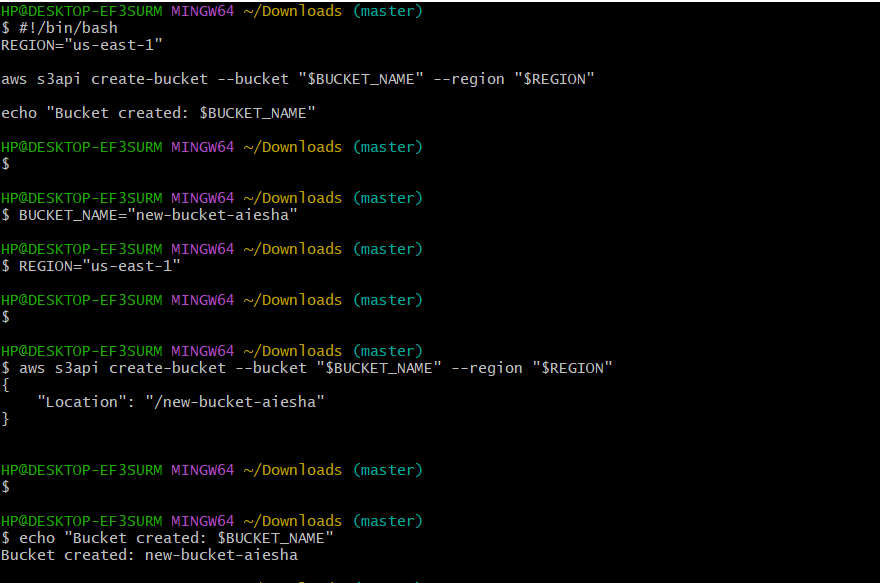 HP@DESKTOP-EF3SURM MINGW64 ~/Downloads (master)
$ #!/bin/bash
REGION="us-east-1"
aws s3api create-bucket --bucket "$BUCKET_NAME" --region "$REGION"
echo "Bucket created: $BUCKET_NAME"
HP@DESKTOP-EF3SURM MINGW64 ~/Downloads (master)
$
HP@DESKTOP-EF3SURM MINGW64 ~/Downloads (master)
$ BUCKET_NAME="new-bucket-aiesha"
HP@DESKTOP-EF3SURM MINGW64 ~/Downloads (master)
$ REGION="us-east-1"
HP@DESKTOP-EF3SURM MINGW64 ~/Downloads (master)
$
HP@DESKTOP-EF3SURM MINGW64 ~/Downloads (master)
$ aws s3api create-bucket --bucket "$BUCKET_NAME" --region "$REGION"
{
    "Location": "/new-bucket-aiesha"
}
HP@DESKTOP-EF3SURM MINGW64 ~/Downloads (master)
$
HP@DESKTOP-EF3SURM MINGW64 ~/Downloads (master)
$ echo "Bucket created: $BUCKET_NAME"
Bucket created: new-bucket-aiesha